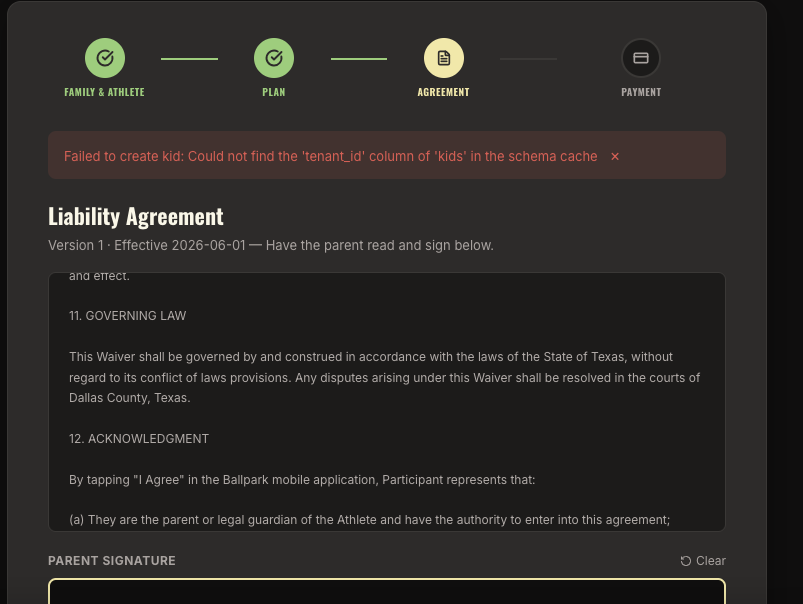 FAMILY & ATHLETE
PLAN
AGREEMENT
PAYMENT
Failed to create kid: Could not find the 'tenant_id' column of 'kids' in the schema cache ✕
Liability Agreement
Version 1 · Effective 2026-06-01 — Have the parent read and sign below.
and effect.
11. GOVERNING LAW
This Waiver shall be governed by and construed in accordance with the laws of the State of Texas, without
regard to its conflict of laws provisions. Any disputes arising under this Waiver shall be resolved in the courts of
Dallas County, Texas.
12. ACKNOWLEDGMENT
By tapping "I Agree" in the Ballpark mobile application, Participant represents that:
(a) They are the parent or legal guardian of the Athlete and have the authority to enter into this agreement;
PARENT SIGNATURE
Clear